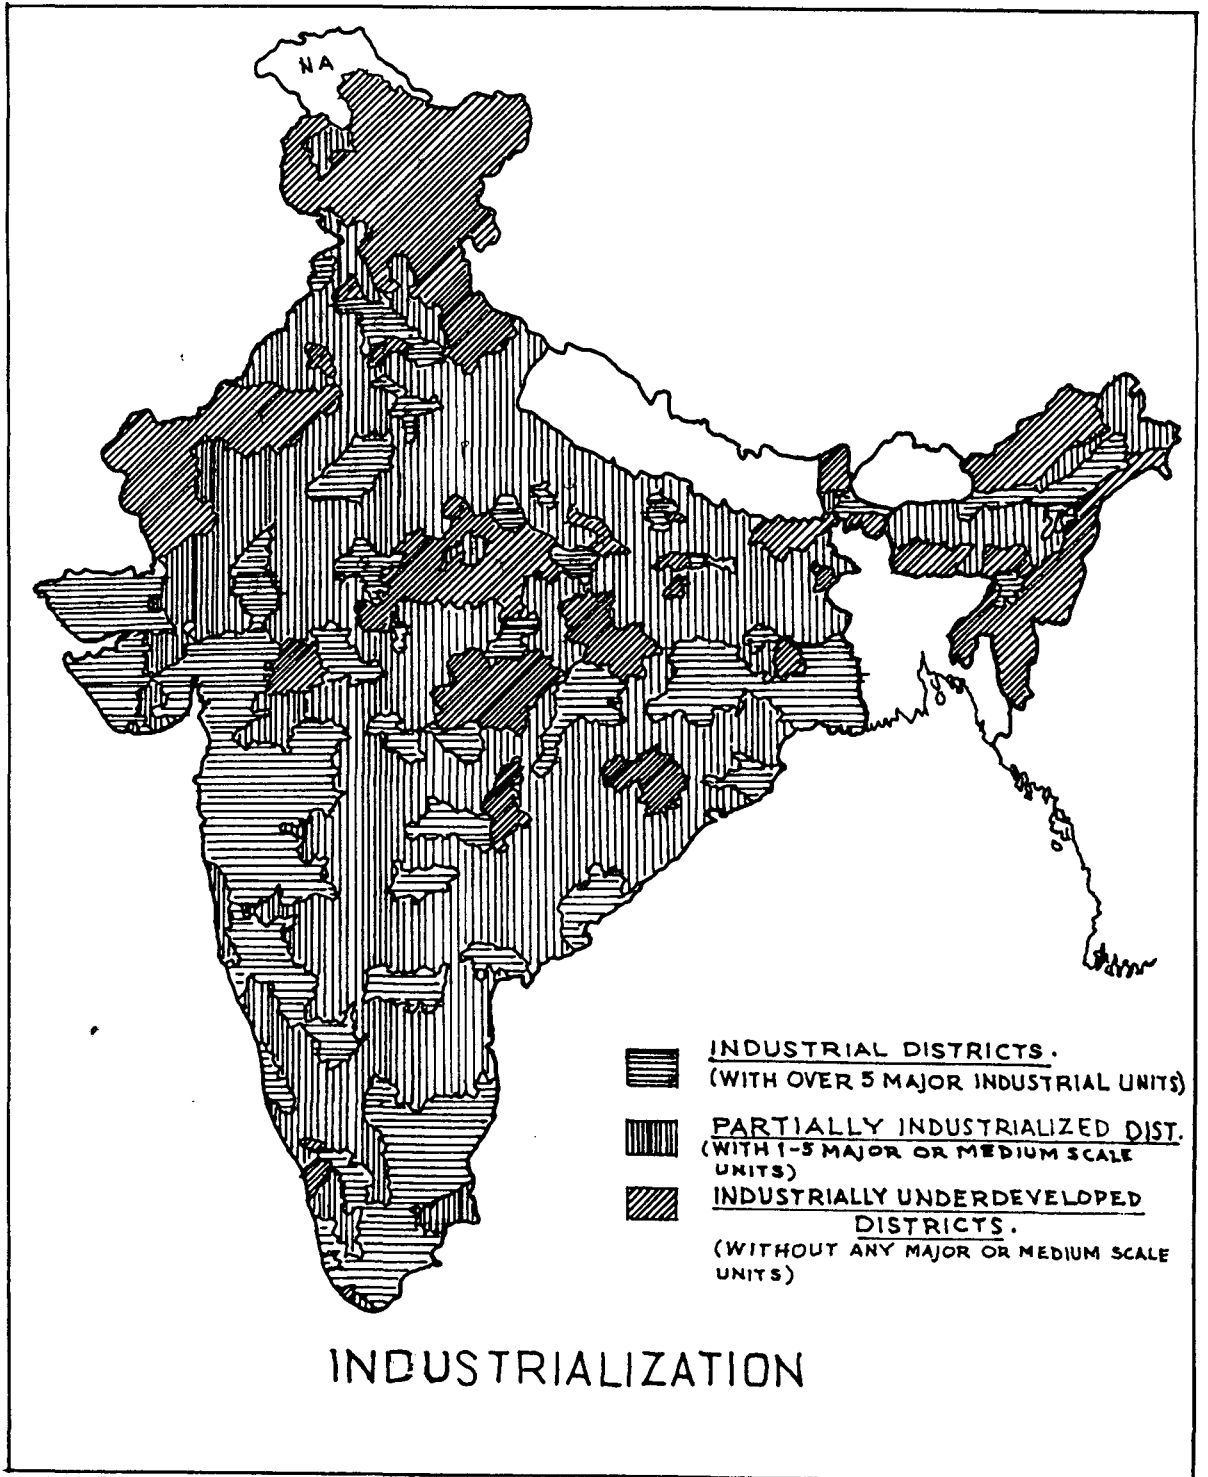 NA
INDUSTRIAL DISTRICTS.
(WITH OVER 5 MAJOR INDUSTRIAL UNITS)
PARTIALLY INDUSTRIALIZED DIST.
(WITH 1-5 MAJOR OR MEDIUM SCALE
UNITS)
INDUSTRIALLY UNDERDEVELOPED
DISTRICTS.
(WITHOUT ANY MAJOR OR MEDIUM SCALE
UNITS)
INDUSTRIALIZATION